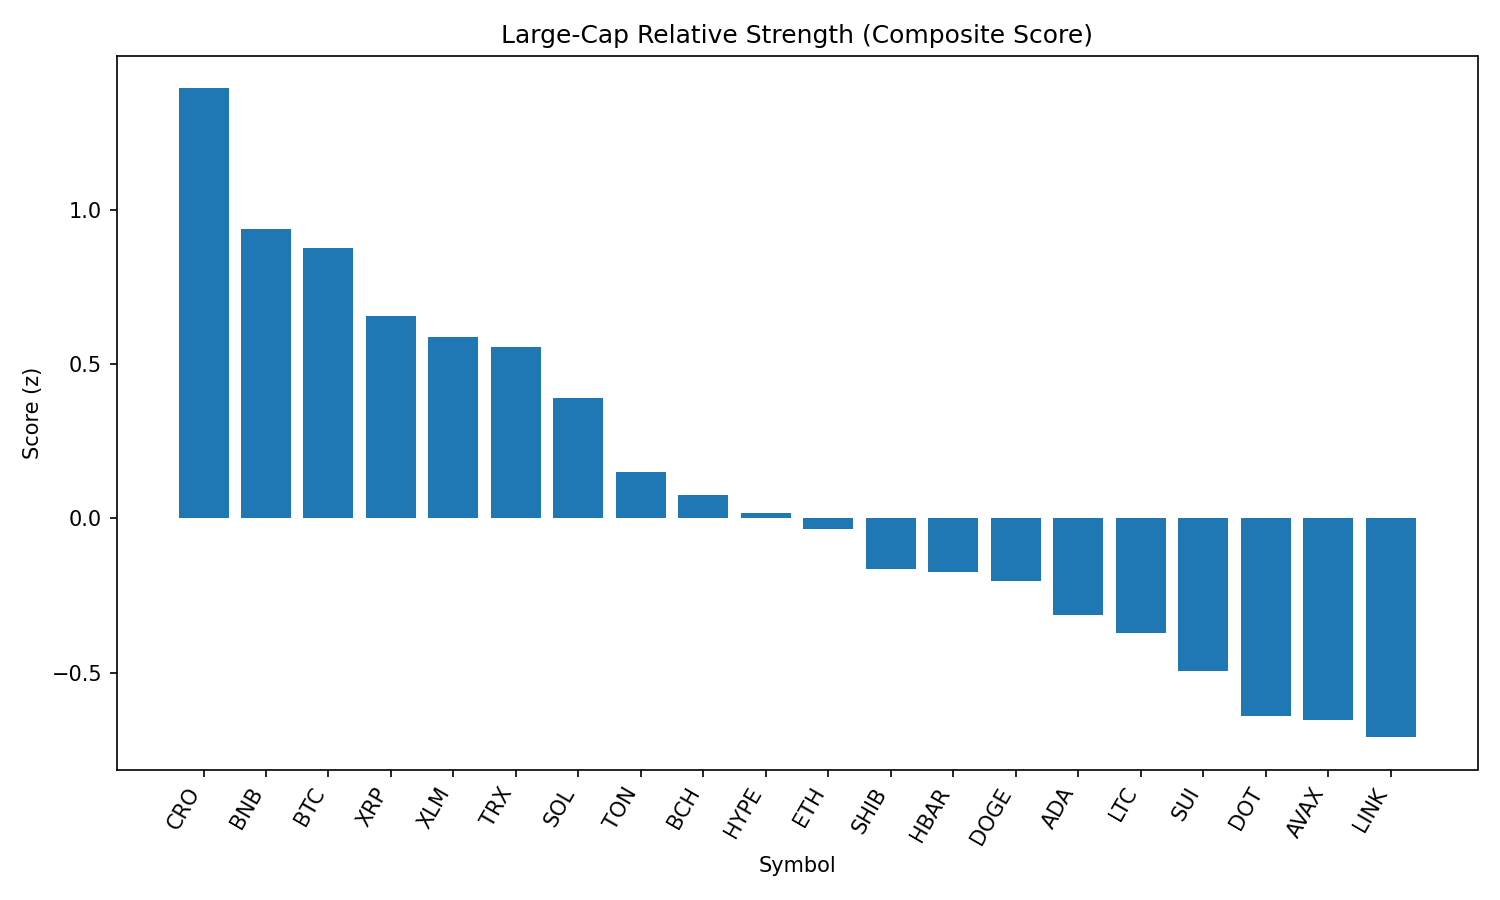 Large-Cap Relative Strength (Composite Score)
Score (z)
1.0
0.5
0.0
−0.5
CRO
BNB
BTC
XRP
XLM
TRX
SOL
TON
BCH
HYPE
ETH
SHIB
HBAR
DOGE
ADA
LTC
SUI
DOT
AVAX
LINK
Symbol